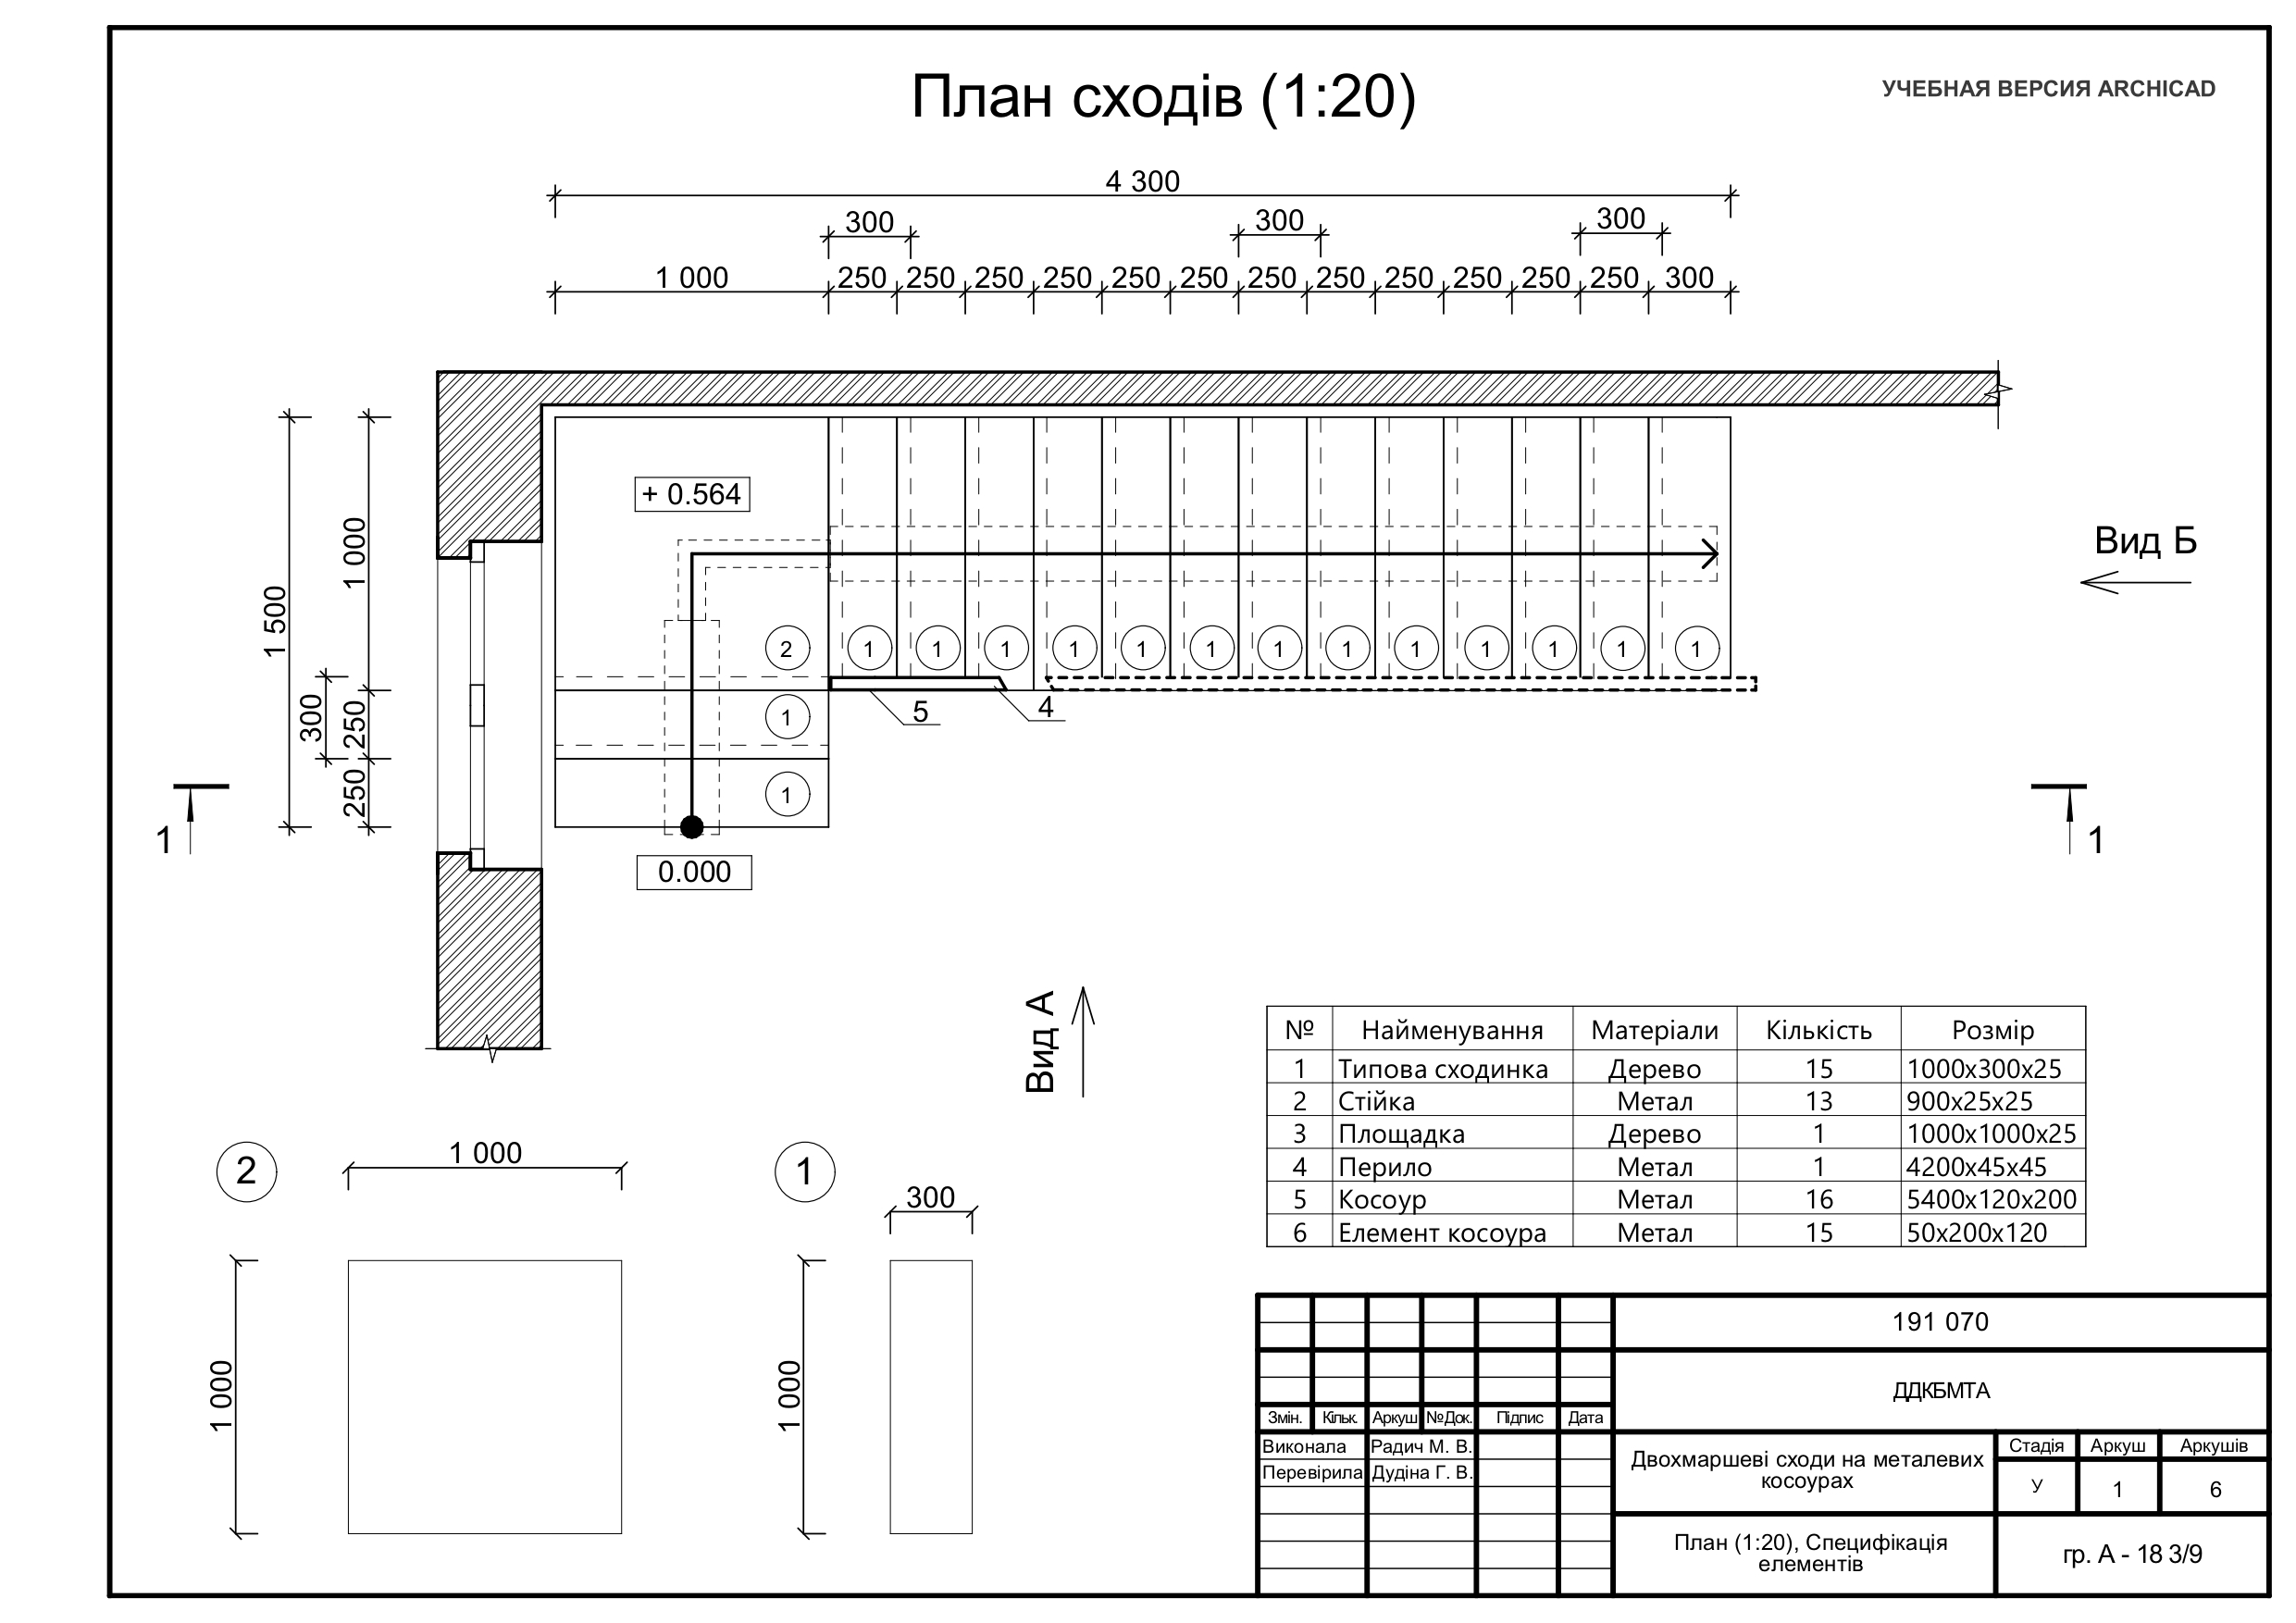 План сходів (1:20)
УЧЕБНАЯ ВЕРСИЯ ARCHICAD
4 300
300 300 300
1 000 250 250 250 250 250 250 250 250 250 250 250 250 300
+ 0.564
1 500
1 000
300
250
250
2 1 1 1 1 1 1 1 1 1 1 1 1 1
1
1
5 4
0.000
Вид Б
1 1
Вид А
№ Найменування Матеріали Кількість Розмір
1 Типова сходинка Дерево 15 1000x300x25
2 Стійка Метал 13 900x25x25
3 Площадка Дерево 1 1000x1000x25
4 Перило Метал 1 4200x45x45
5 Косоур Метал 16 5400x120x200
6 Елемент косоура Метал 15 50x200x120
2
1 000
1 000
1
300
1 000
191 070
ДДКБМТА
Змін. Кільк. Аркуш №Док. Підпис Дата
Виконала Радич М. В.
Перевірила Дудіна Г. В.
Двохмаршеві сходи на металевих
косоурах
Стадія Аркуш Аркушів
У 1 6
План (1:20), Специфікація
елементів
гр. А - 18 3/9